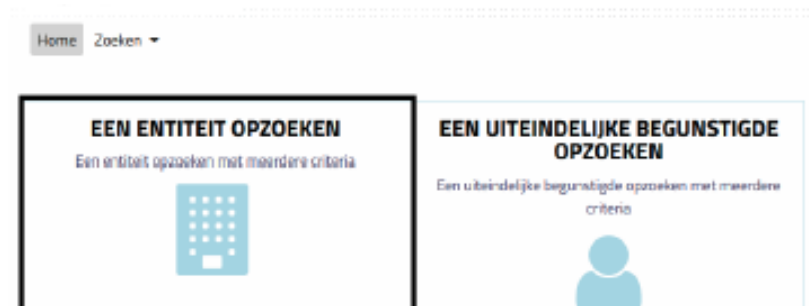 Home Zoeken
EEN ENTITEIT OPZOEKEN
Een entiteit opzoeken met meerdere criteria
EEN UITEINDELIJKE BEGUNSTIGDE
OPZOEKEN
Een uiteindelijke begunstigde opzoeken met meerdere
criteria